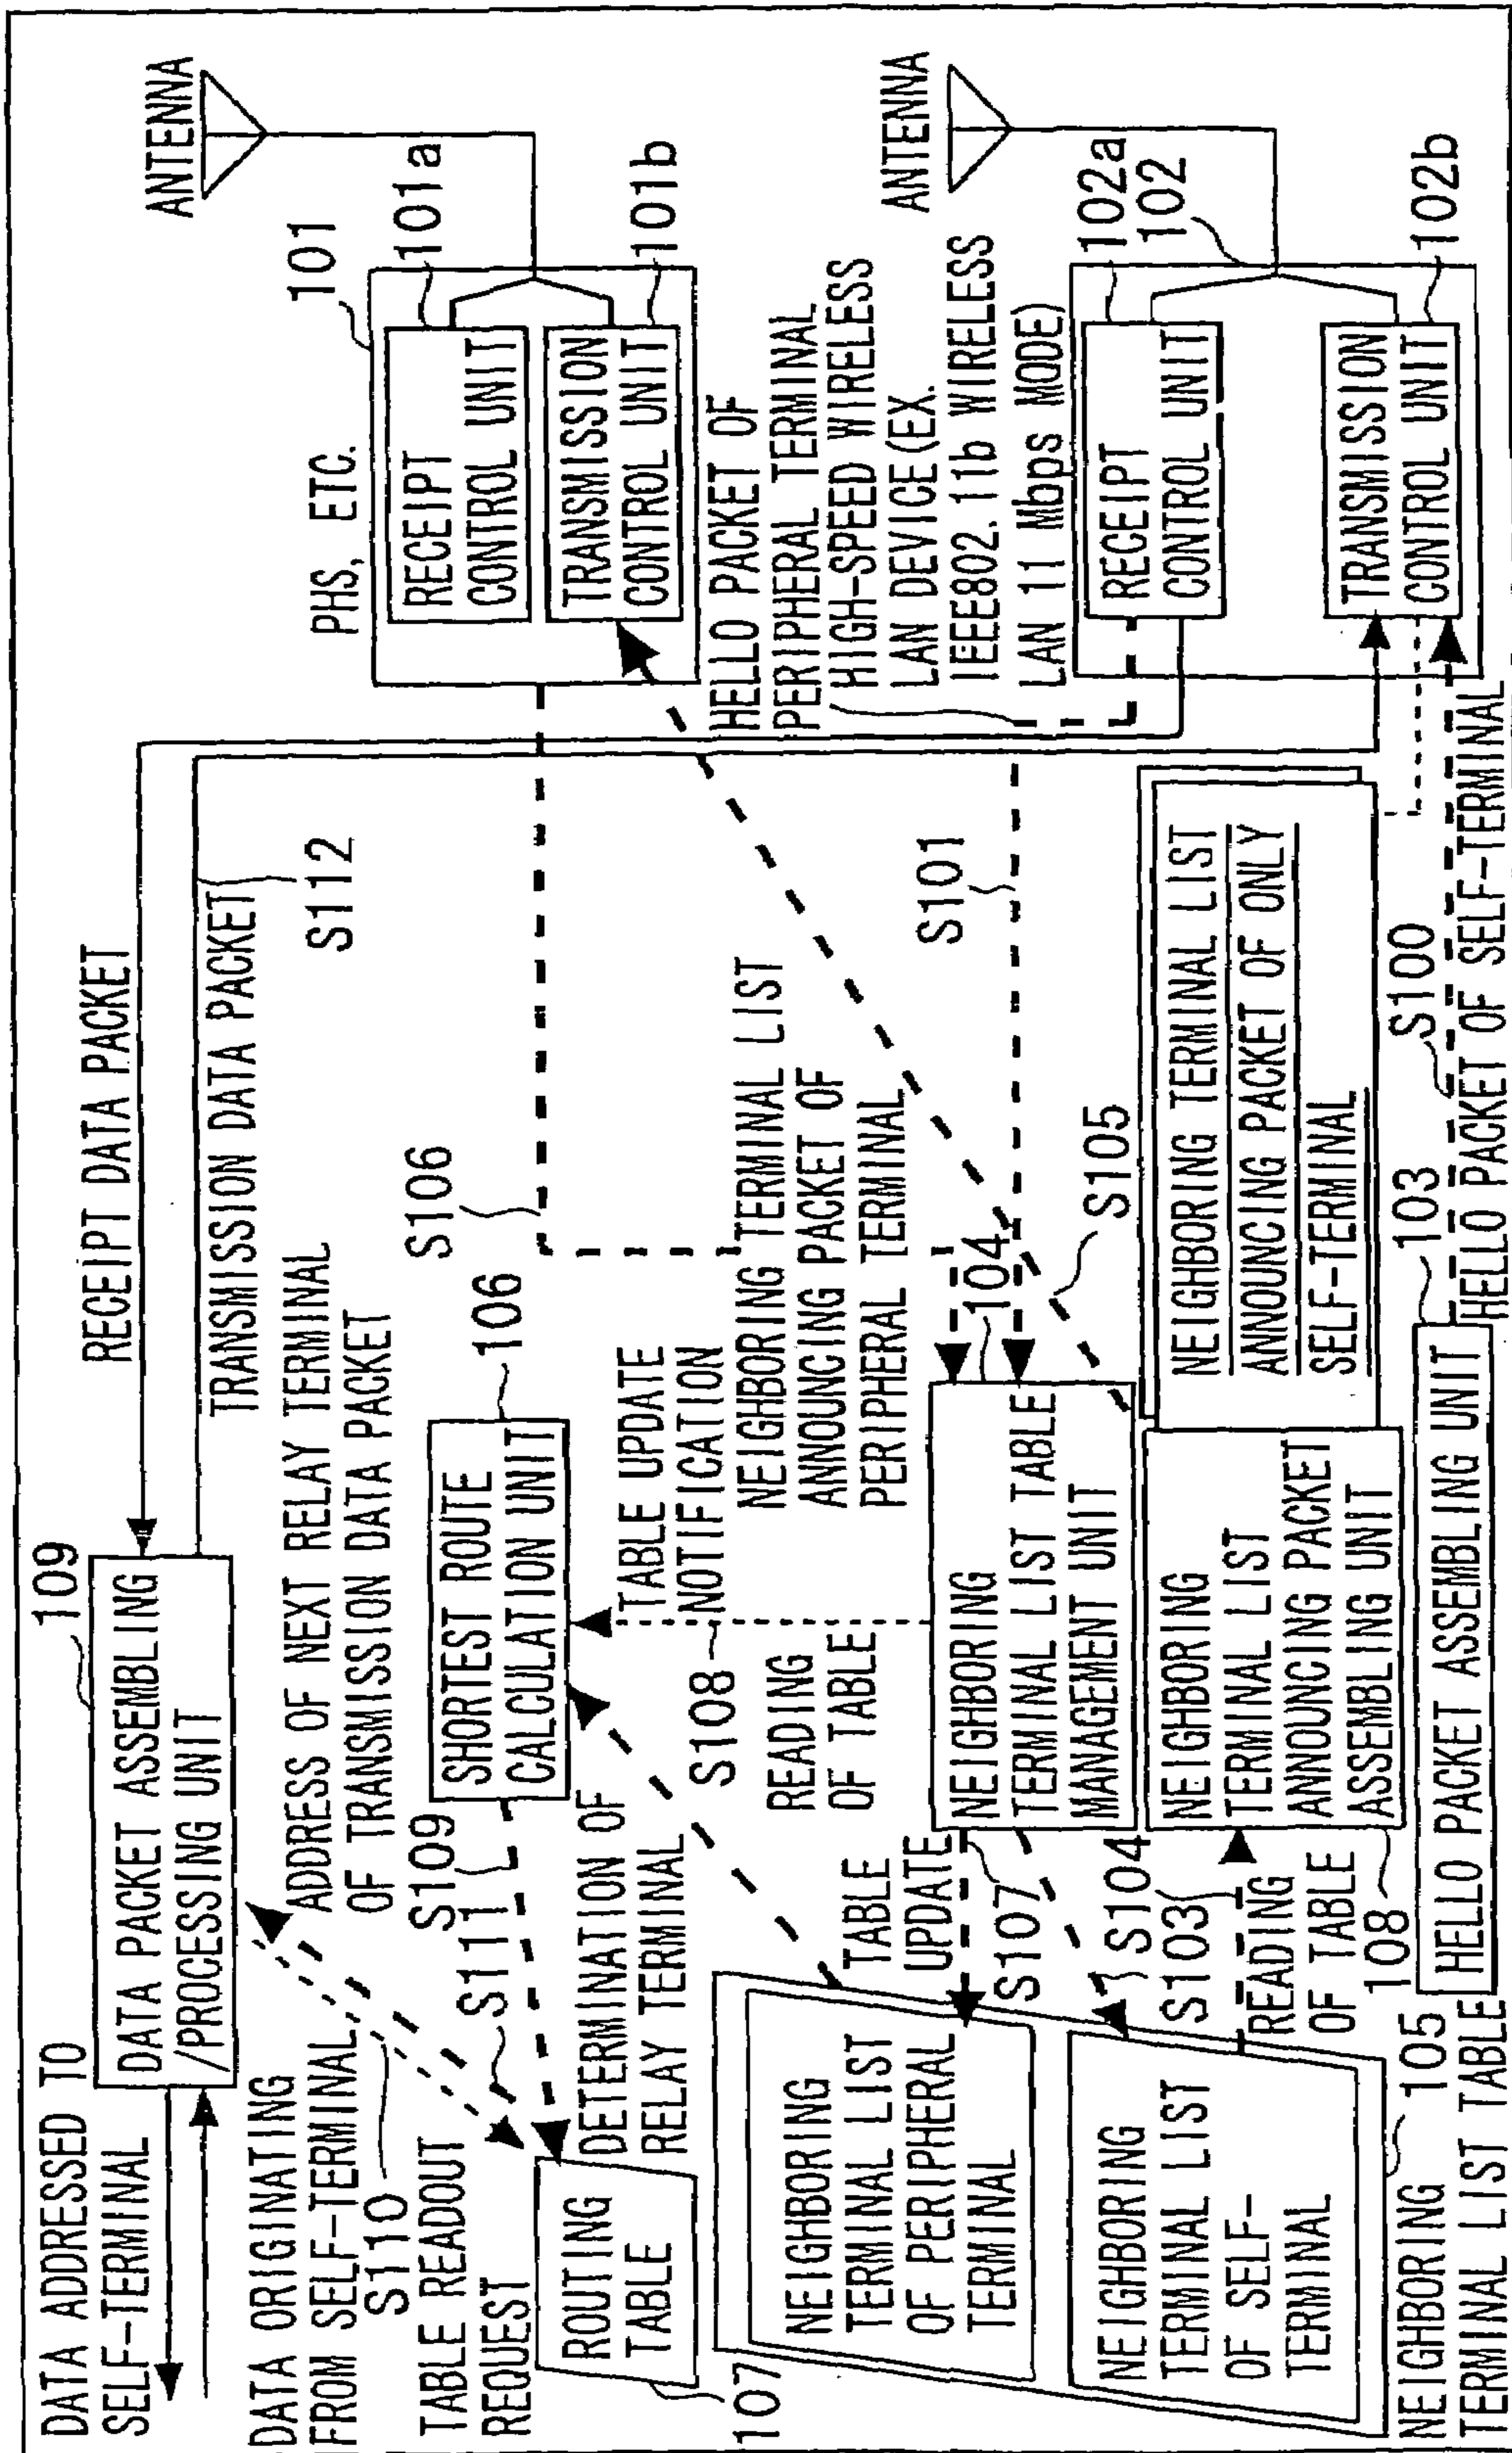 DATA ADDRESSED TO
SELF-TERMINAL
109
DATA PACKET ASSEMBLING
/PROCESSING UNIT
RECEIPT DATA PACKET
TRANSMISSION DATA PACKET
S112
ANTENNA
DATA ORIGINATING
FROM SELF-TERMINAL
S110
TABLE READOUT
REQUEST
ADDRESS OF NEXT RELAY TERMINAL
OF TRANSMISSION DATA PACKET
S109
S111
106
S106
SHORTEST ROUTE
CALCULATION UNIT
PHS, ETC.
101
101a
101b
RECEIPT
CONTROL UNIT
TRANSMISSION
CONTROL UNIT
ROUTING
TABLE
107
DETERMINATION OF
RELAY TERMINAL
TABLE UPDATE
NOTIFICATION
S108
READING
OF TABLE
NEIGHBORING TERMINAL LIST
ANNOUNCING PACKET OF
PERIPHERAL TERMINAL
HELLO PACKET OF
PERIPHERAL TERMINAL
HIGH-SPEED WIRELESS
LAN DEVICE(EX.
IEEE802.11b WIRELESS
LAN 11 Mbps MODE)
ANTENNA
S101
NEIGHBORING
TERMINAL LIST
OF PERIPHERAL
TERMINAL
TABLE
UPDATE
S107
104
NEIGHBORING
TERMINAL LIST TABLE
MANAGEMENT UNIT
S105
102a
102
RECEIPT
CONTROL UNIT
NEIGHBORING
TERMINAL LIST
OF SELF-
TERMINAL
S104
S103
READING
OF TABLE
108
NEIGHBORING
TERMINAL LIST
ANNOUNCING PACKET
ASSEMBLING UNIT
NEIGHBORING TERMINAL LIST
ANNOUNCING PACKET OF ONLY
SELF-TERMINAL
TRANSMISSION
CONTROL UNIT
102b
105
NEIGHBORING
TERMINAL LIST TABLE
HELLO PACKET ASSEMBLING UNIT
103
S100
HELLO PACKET OF SELF-TERMINAL